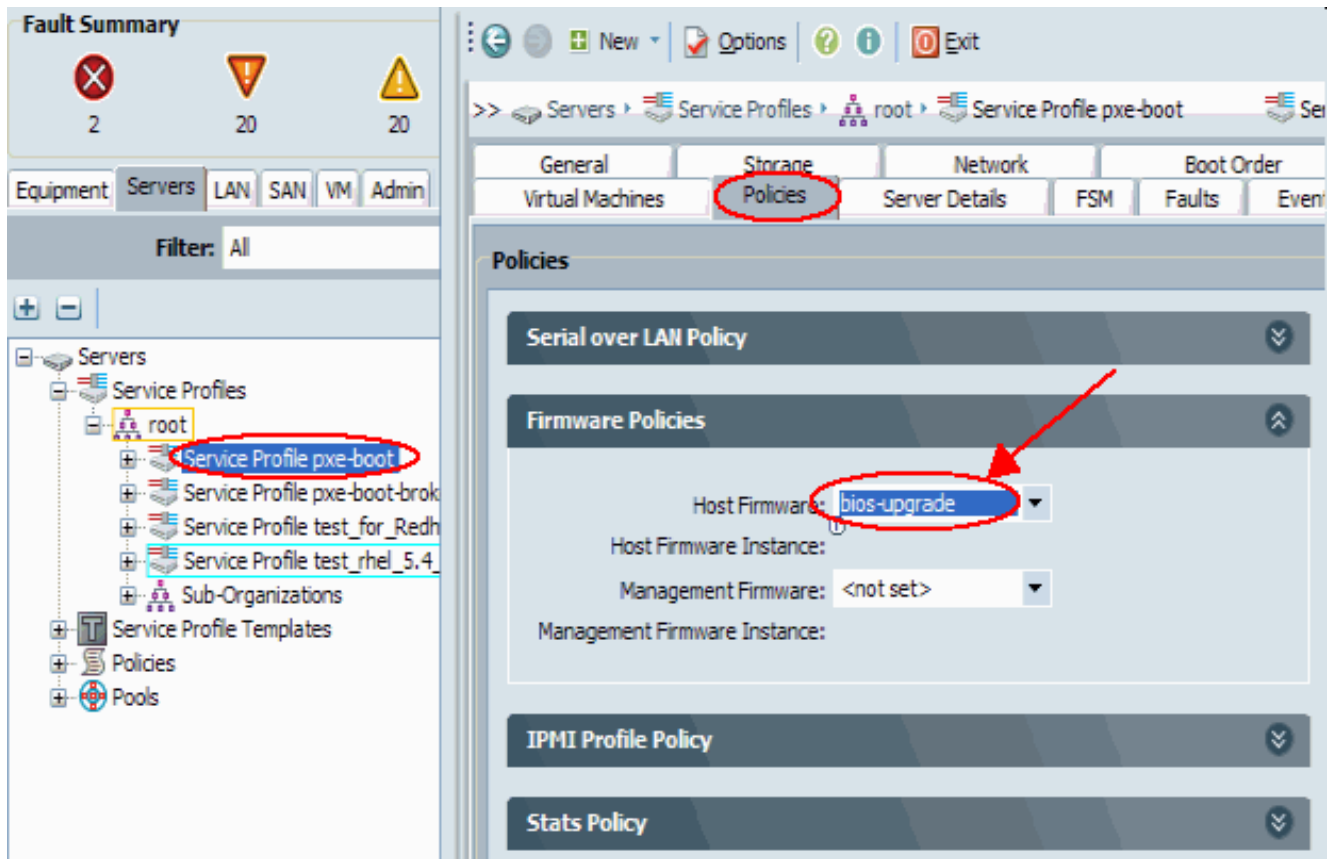 Fault Summary
2 20 20
Equipment Servers LAN SAN VM Admin
Filter: All
Servers
Service Profiles
root
Service Profile pxe-boot
Service Profile pxe-boot-brok
Service Profile test_for_Redh
Service Profile test_rhel_5.4_
Sub-Organizations
Service Profile Templates
Policies
Pools
New Options Exit
>> Servers Service Profiles root Service Profile pxe-boot Ser
General Storage Network Boot Order
Virtual Machines Policies Server Details FSM Faults Event
Policies
Serial over LAN Policy
Firmware Policies
Host Firmware: bios-upgrade
Host Firmware Instance:
Management Firmware: <not set>
Management Firmware Instance:
IPMI Profile Policy
Stats Policy